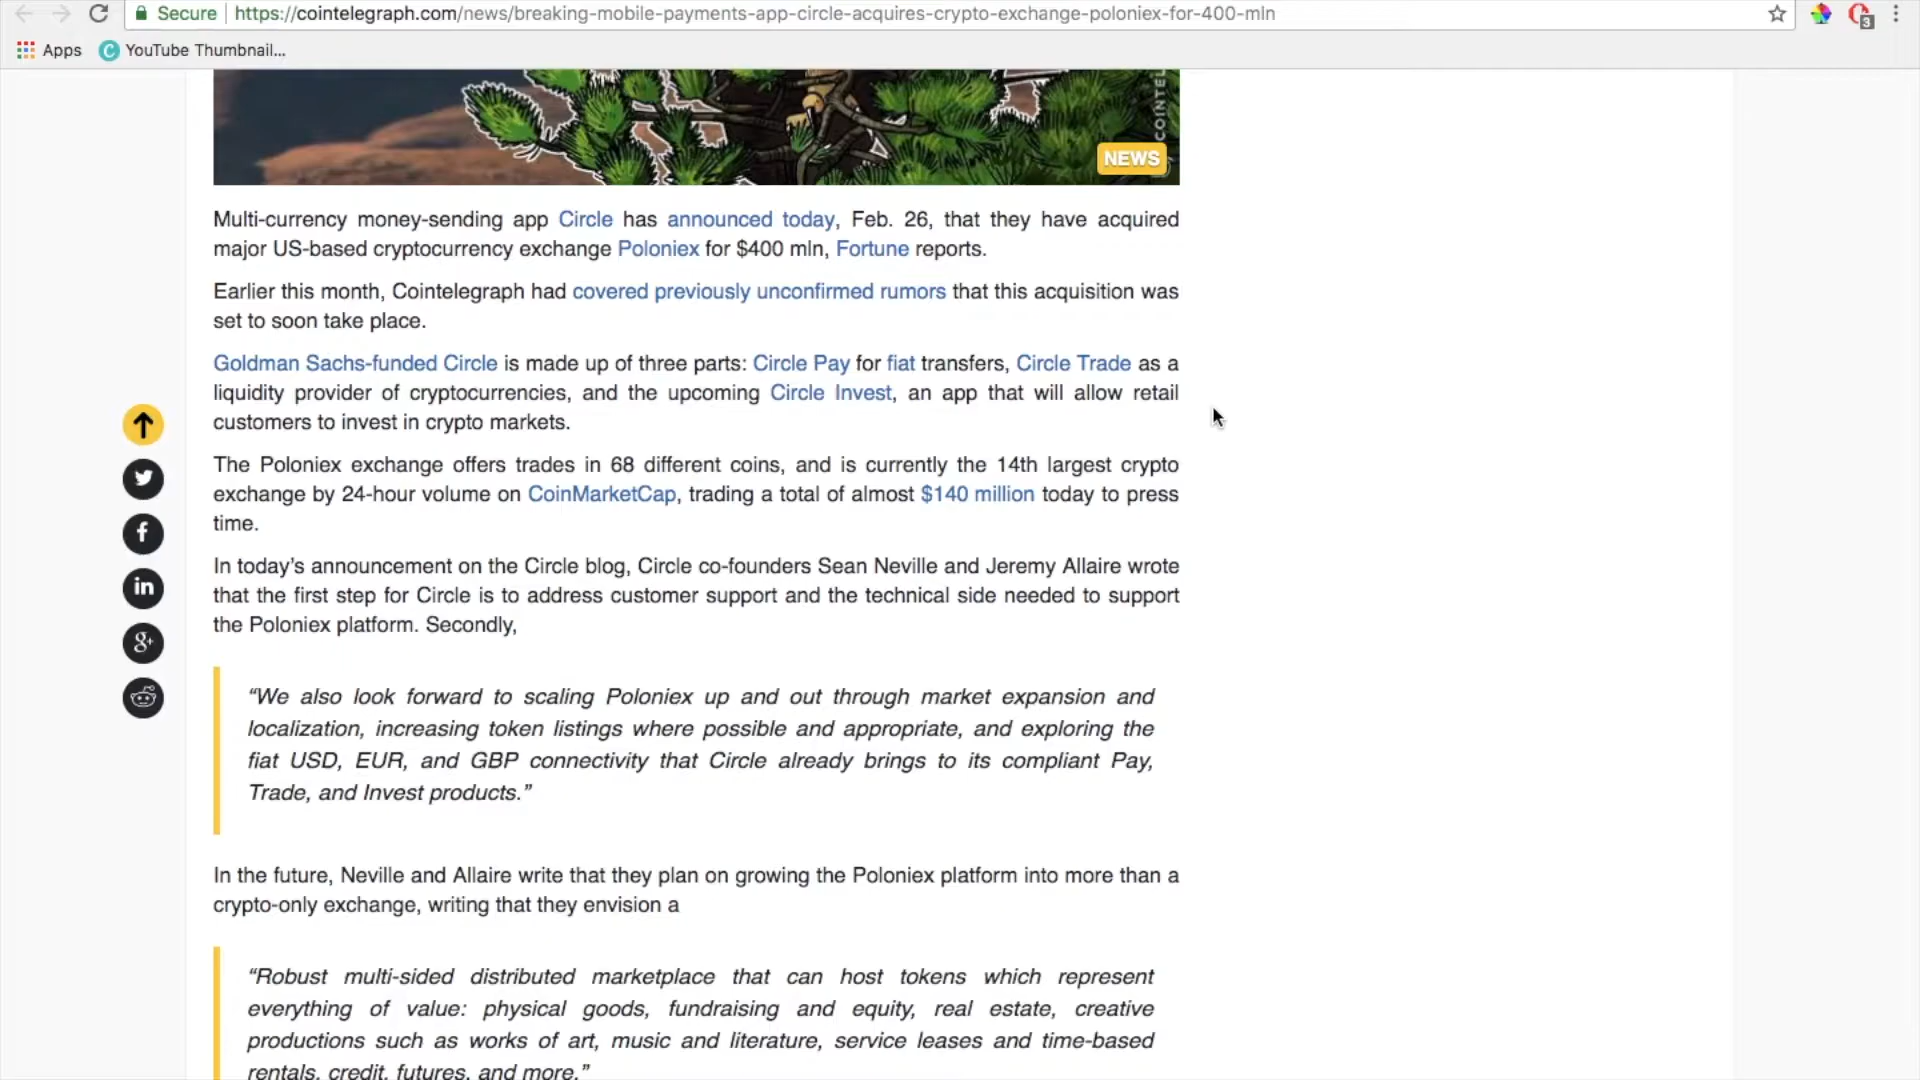 Secure https://cointelegraph.com/news/breaking-mobile-payments-app-circle-acquires-crypto-exchange-poloniex-for-400-mln
3
Apps YouTube Thumbnail...
COINTEL
NEWS
Multi-currency money-sending app Circle has announced today, Feb. 26, that they have acquired
major US-based cryptocurrency exchange Poloniex for $400 mln, Fortune reports.
Earlier this month, Cointelegraph had covered previously unconfirmed rumors that this acquisition was
set to soon take place.
Goldman Sachs-funded Circle is made up of three parts: Circle Pay for fiat transfers, Circle Trade as a
liquidity provider of cryptocurrencies, and the upcoming Circle Invest, an app that will allow retail
customers to invest in crypto markets.
The Poloniex exchange offers trades in 68 different coins, and is currently the 14th largest crypto
exchange by 24-hour volume on CoinMarketCap, trading a total of almost $140 million today to press
time.
In today’s announcement on the Circle blog, Circle co-founders Sean Neville and Jeremy Allaire wrote
that the first step for Circle is to address customer support and the technical side needed to support
the Poloniex platform. Secondly,
“We also look forward to scaling Poloniex up and out through market expansion and
localization, increasing token listings where possible and appropriate, and exploring the
fiat USD, EUR, and GBP connectivity that Circle already brings to its compliant Pay,
Trade, and Invest products.”
In the future, Neville and Allaire write that they plan on growing the Poloniex platform into more than a
crypto-only exchange, writing that they envision a
“Robust multi-sided distributed marketplace that can host tokens which represent
everything of value: physical goods, fundraising and equity, real estate, creative
productions such as works of art, music and literature, service leases and time-based
rentals, credit, futures, and more.”